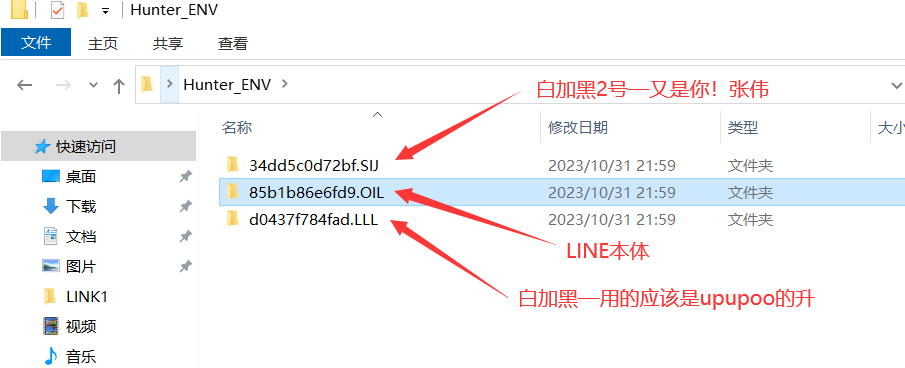 Hunter_ENV
文件 主页 共享 查看
Hunter_ENV
白加黑2号—又是你！张伟
名称 修改日期 类型 大小
快速访问
34dd5c0d72bf.SIJ 2023/10/31 21:59 文件夹
桌面
85b1b86e6fd9.OIL 2023/10/31 21:59 文件夹
下载
d0437f784fad.LLL 2023/10/31 21:59 文件夹
文档
LINE本体
图片
LINK1
白加黑—用的应该是upupoo的升
视频
音乐